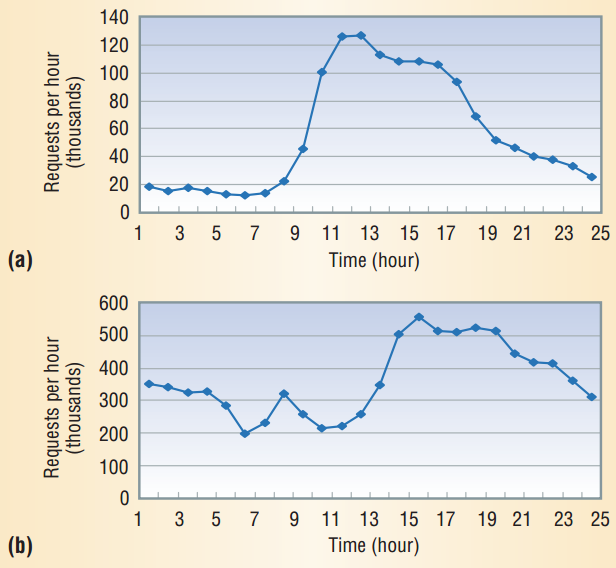 140
120
100
80
60
40
20
0
Requests per hour
(thousands)
1 3 5 7 9 11 13 15 17 19 21 23 25
Time (hour)
(a)
600
500
400
300
200
100
0
Requests per hour
(thousands)
1 3 5 7 9 11 13 15 17 19 21 23 25
Time (hour)
(b)